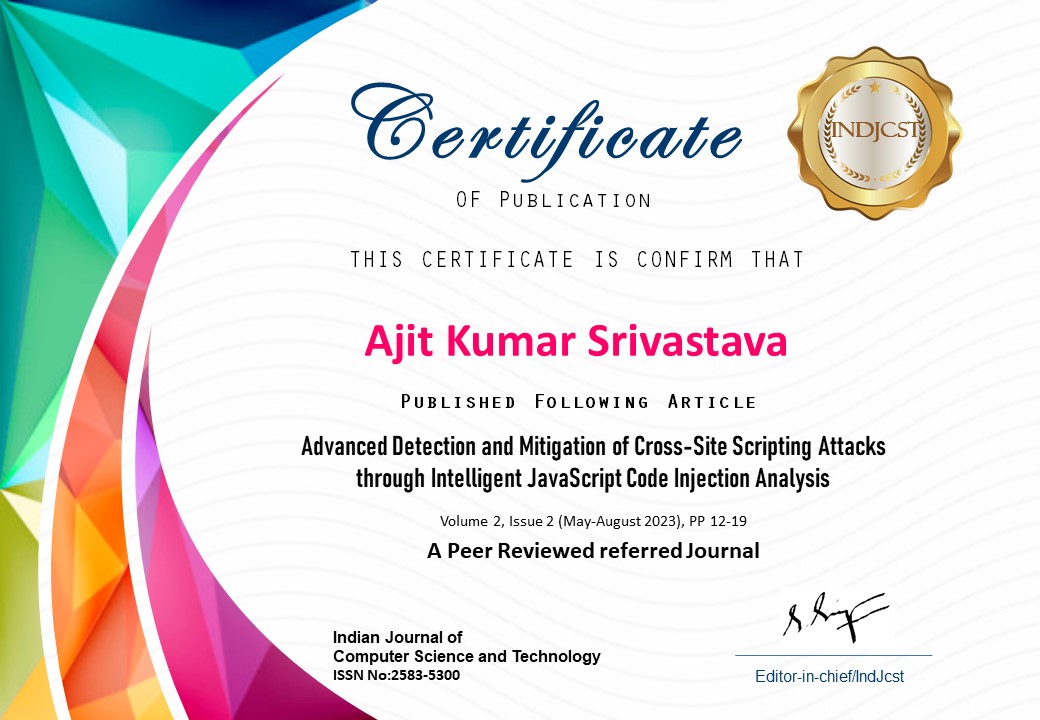 Certificate
OF PUBLICATION
INDJCST
THIS CERTIFICATE IS CONFIRM THAT
Ajit Kumar Srivastava
PUBLISHED FOLLOWING ARTICLE
Advanced Detection and Mitigation of Cross-Site Scripting Attacks
through Intelligent JavaScript Code Injection Analysis
Volume 2, Issue 2 (May-August 2023), PP 12-19
A Peer Reviewed referred Journal
Indian Journal of
Computer Science and Technology
ISSN No:2583-5300
Editor-in-chief/IndJcst